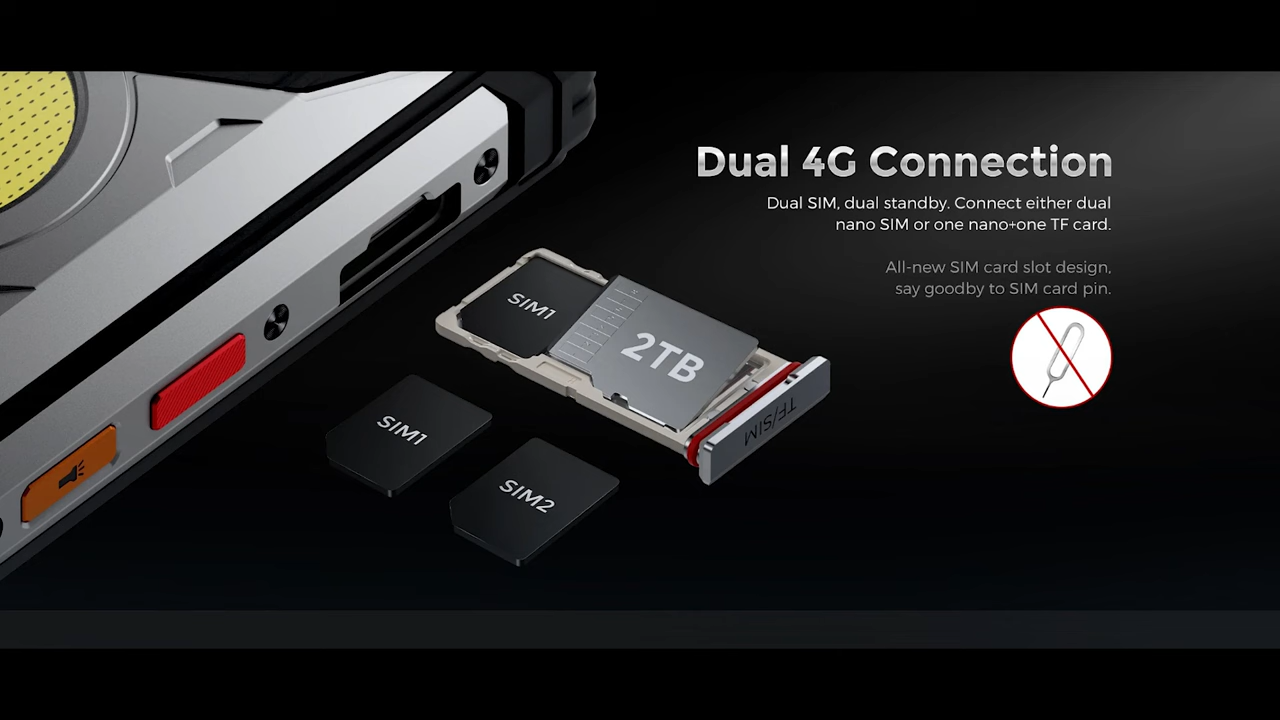 Dual 4G Connection
Dual SIM, dual standby. Connect either dual
nano SIM or one nano+one TF card.
All-new SIM card slot design,
say goodby to SIM card pin.
SIM1
2TB
TF/SIM
SIM1
SIM2